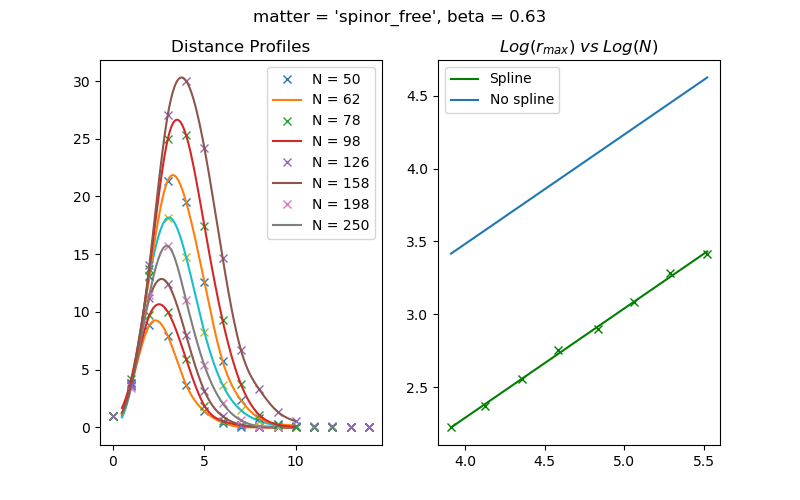 matter = 'spinor_free', beta = 0.63
Distance Profiles
30
25
20
15
10
5
0
0
5
10
N = 50
N = 62
N = 78
N = 98
N = 126
N = 158
N = 198
N = 250
Log(r_max) vs Log(N)
4.5
4.0
3.5
3.0
2.5
4.0
4.5
5.0
5.5
Spline
No spline